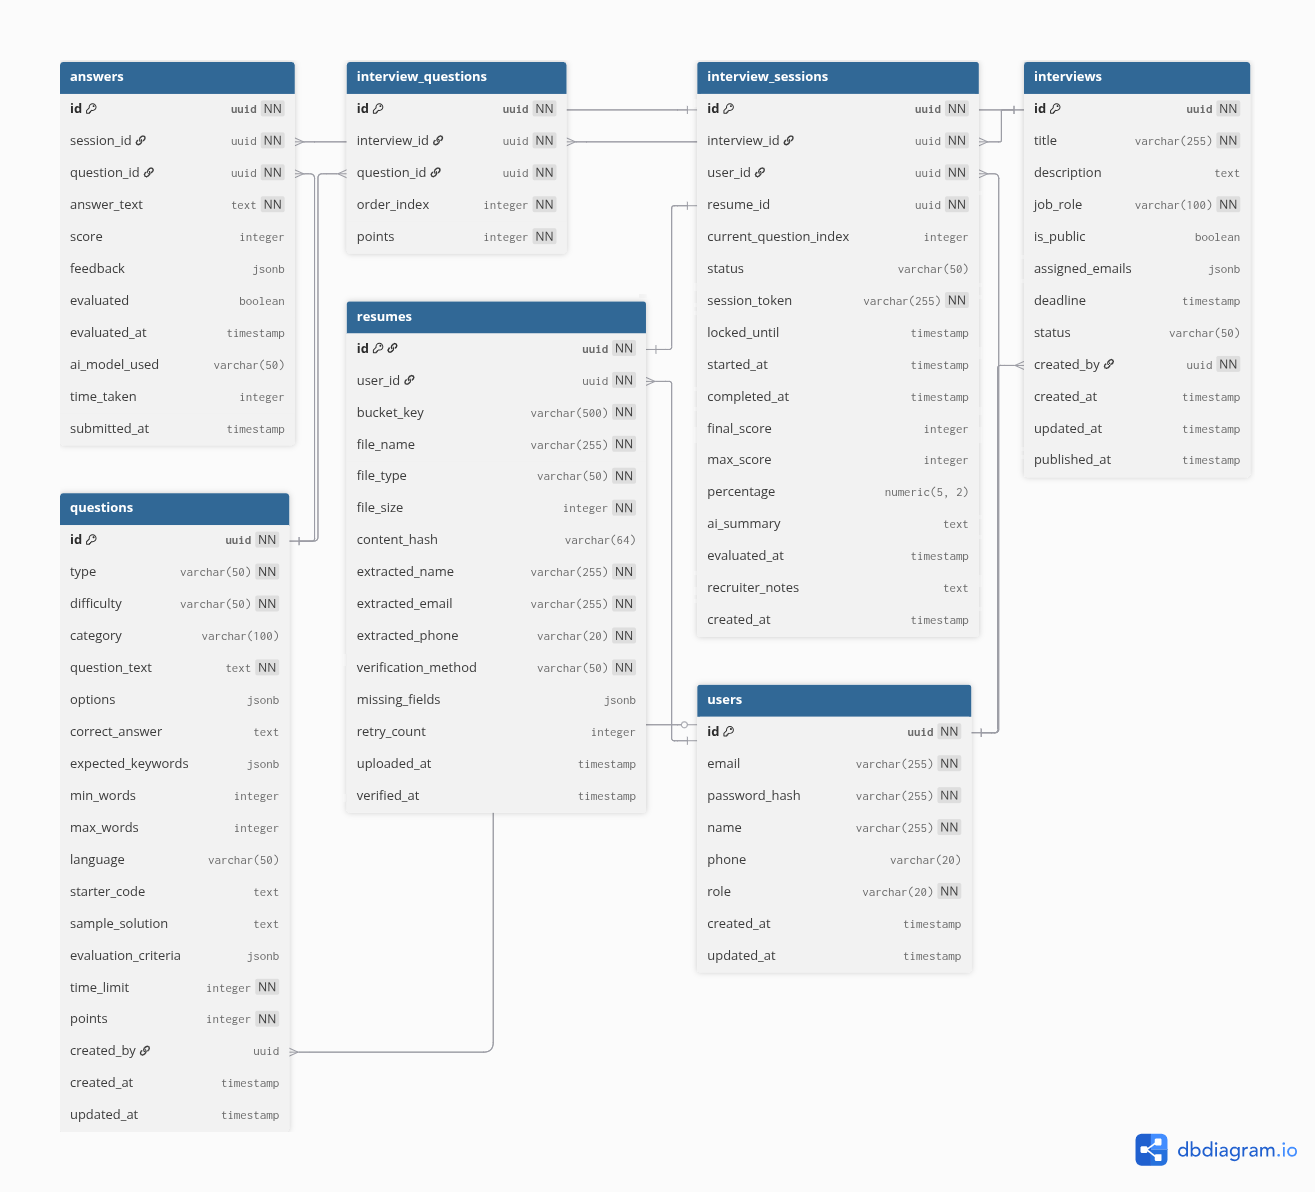 answers
id uuid NN
session_id uuid NN
question_id uuid NN
answer_text text NN
score integer
feedback jsonb
evaluated boolean
evaluated_at timestamp
ai_model_used varchar(50)
time_taken integer
submitted_at timestamp
interview_questions
id uuid NN
interview_id uuid NN
question_id uuid NN
order_index integer NN
points integer NN
interview_sessions
id uuid NN
interview_id uuid NN
user_id uuid NN
resume_id uuid NN
current_question_index integer
status varchar(50)
session_token varchar(255) NN
locked_until timestamp
started_at timestamp
completed_at timestamp
final_score integer
max_score integer
percentage numeric(5, 2)
ai_summary text
evaluated_at timestamp
recruiter_notes text
created_at timestamp
interviews
id uuid NN
title varchar(255) NN
description text
job_role varchar(100) NN
is_public boolean
assigned_emails jsonb
deadline timestamp
status varchar(50)
created_by uuid NN
created_at timestamp
updated_at timestamp
published_at timestamp
resumes
id uuid NN
user_id uuid NN
bucket_key varchar(500) NN
file_name varchar(255) NN
file_type varchar(50) NN
file_size integer NN
content_hash varchar(64)
extracted_name varchar(255) NN
extracted_email varchar(255) NN
extracted_phone varchar(20) NN
verification_method varchar(50) NN
missing_fields jsonb
retry_count integer
uploaded_at timestamp
verified_at timestamp
questions
id uuid NN
type varchar(50) NN
difficulty varchar(50) NN
category varchar(100)
question_text text NN
options jsonb
correct_answer text
expected_keywords jsonb
min_words integer
max_words integer
language varchar(50)
starter_code text
sample_solution text
evaluation_criteria jsonb
time_limit integer NN
points integer NN
created_by uuid
created_at timestamp
updated_at timestamp
users
id uuid NN
email varchar(255) NN
password_hash varchar(255) NN
name varchar(255) NN
phone varchar(20)
role varchar(20) NN
created_at timestamp
updated_at timestamp
dbdiagram.io